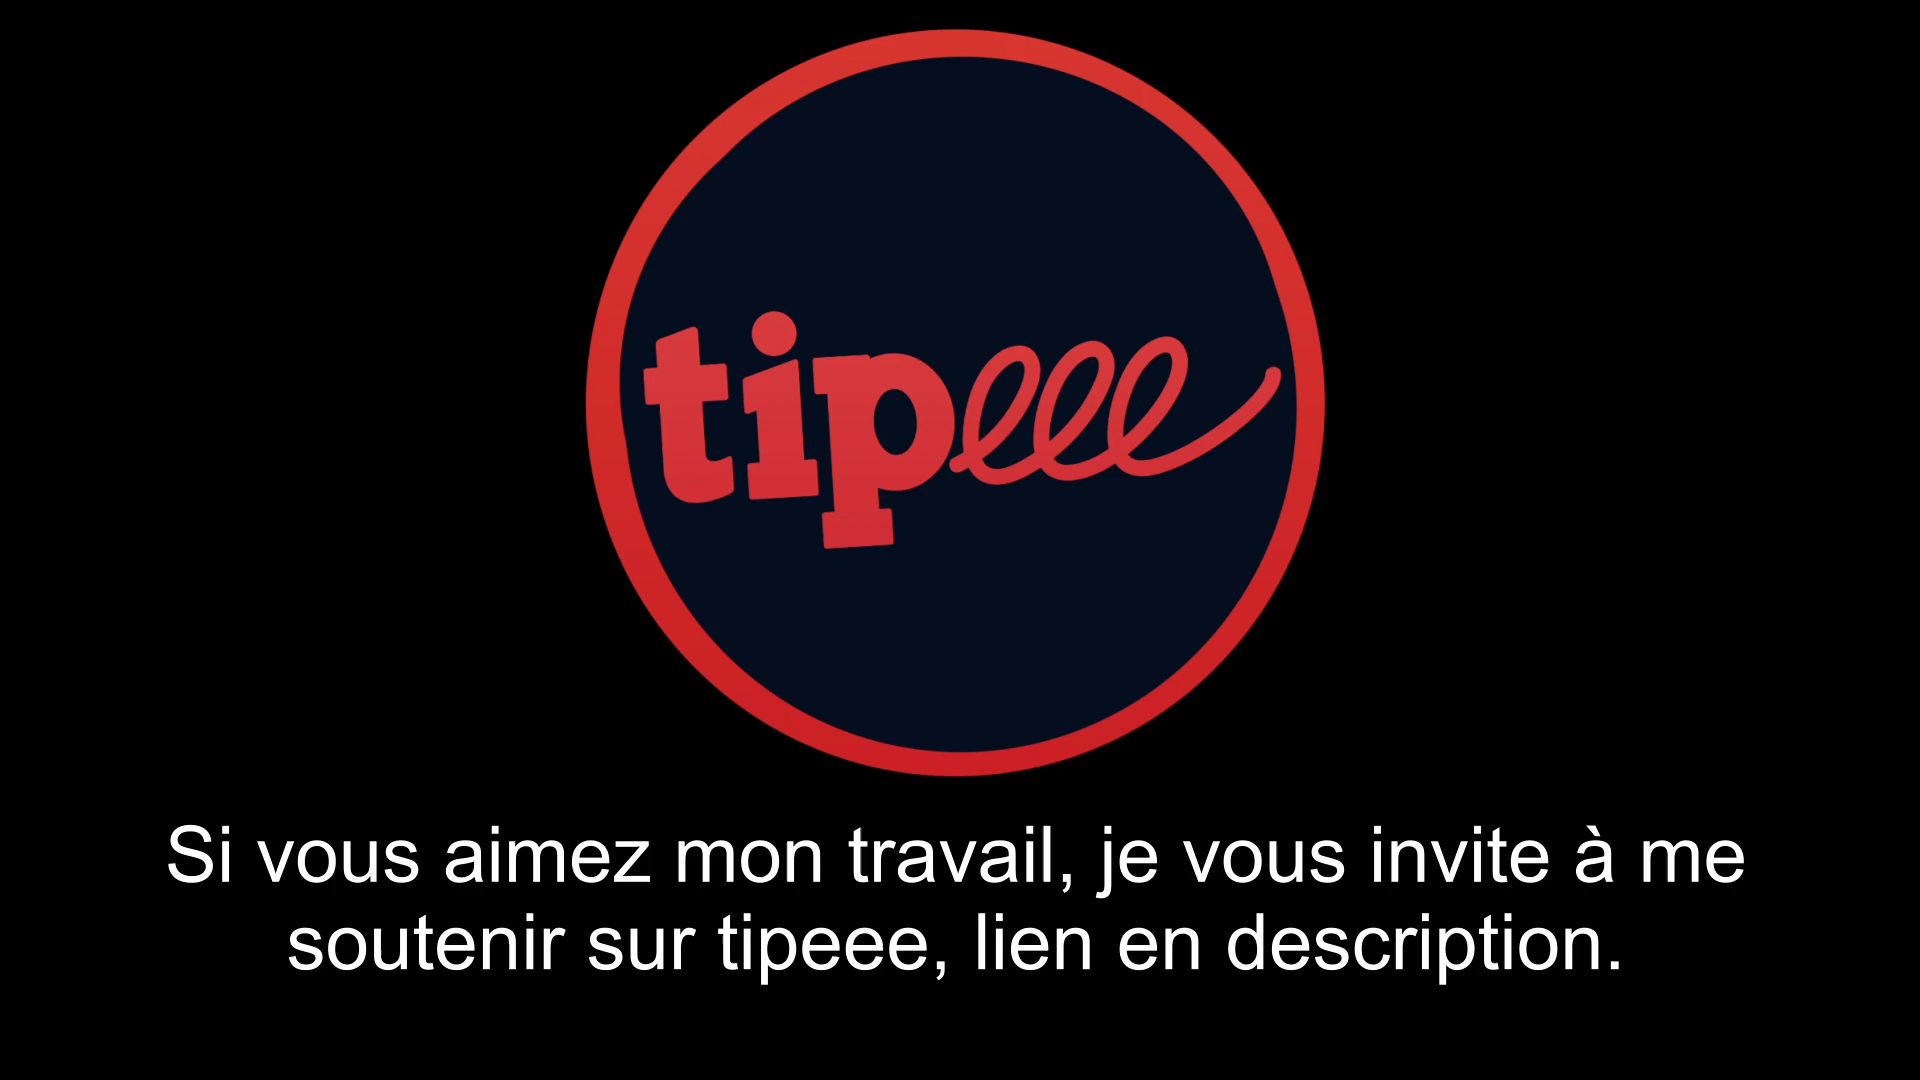 tipeee
Si vous aimez mon travail, je vous invite à me
soutenir sur tipeee, lien en description.